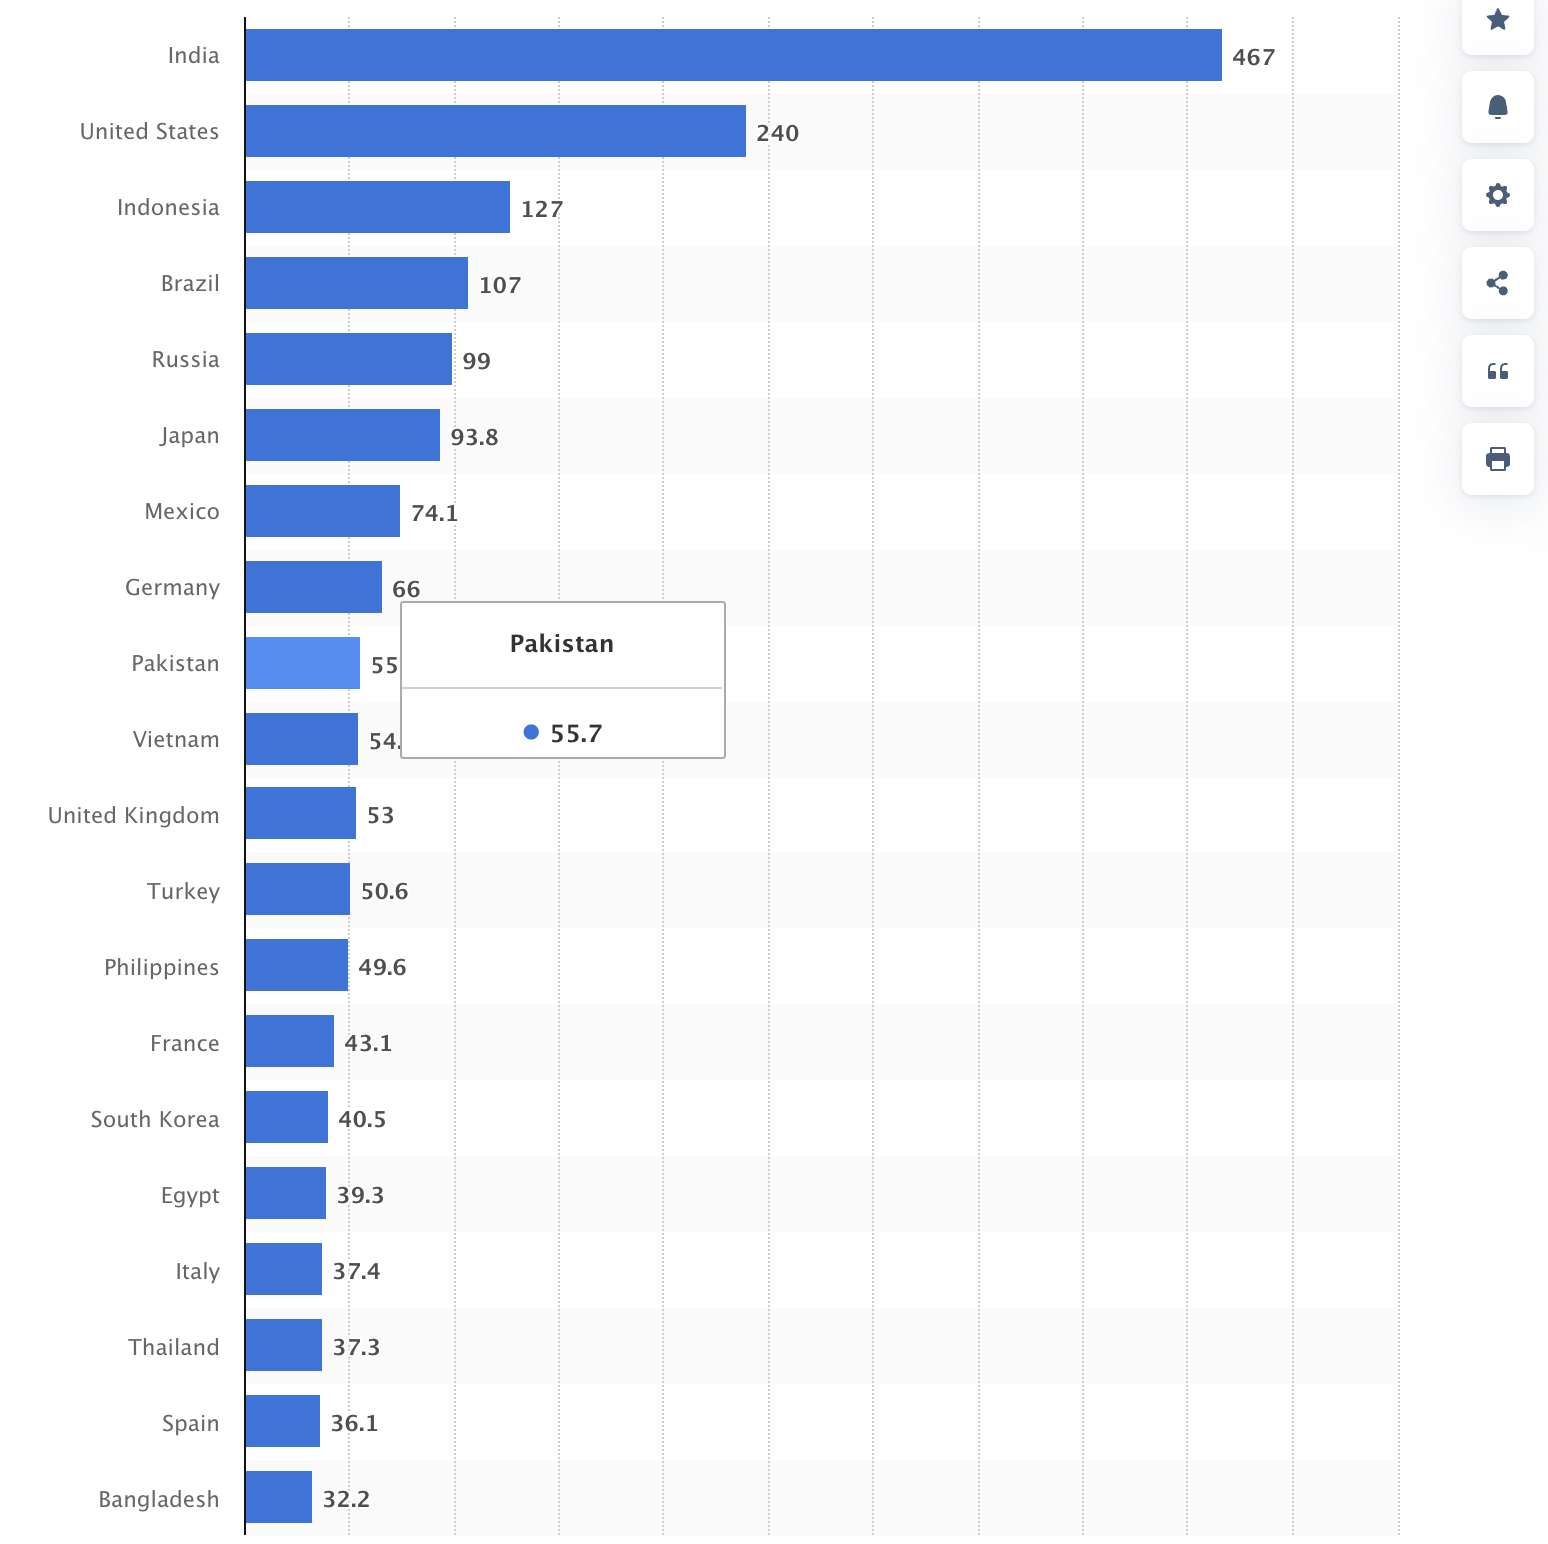 India 467
United States 240
Indonesia 127
Brazil 107
Russia 99
Japan 93.8
Mexico 74.1
Germany 66
Pakistan
Pakistan 55
Vietnam 54.
55.7
United Kingdom 53
Turkey 50.6
Philippines 49.6
France 43.1
South Korea 40.5
Egypt 39.3
Italy 37.4
Thailand 37.3
Spain 36.1
Bangladesh 32.2